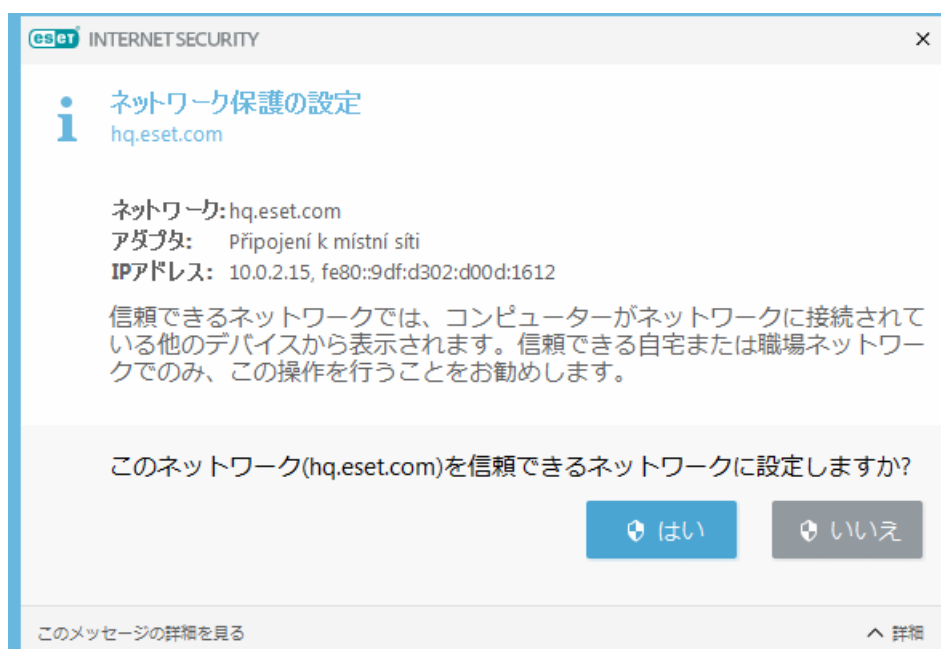 eset INTERNET SECURITY
ネットワーク保護の設定
hq.eset.com
ネットワーク: hq.eset.com
アダプタ: Připojení k místní síti
IPアドレス: 10.0.2.15, fe80::9df:d302:d00d:1612
信頼できるネットワークでは、コンピューターがネットワークに接続されて
いる他のデバイスから表示されます。信頼できる自宅または職場ネットワー
クでのみ、この操作を行うことをお勧めします。
このネットワーク(hq.eset.com)を信頼できるネットワークに設定しますか?
はい いいえ
このメッセージの詳細を見る 詳細